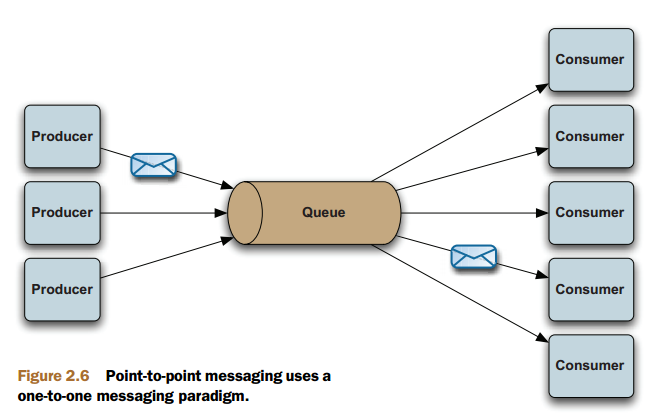 Consumer
Producer
Consumer
Producer
Queue
Consumer
Producer
Consumer
Consumer
Figure 2.6 Point-to-point messaging uses a
one-to-one messaging paradigm.